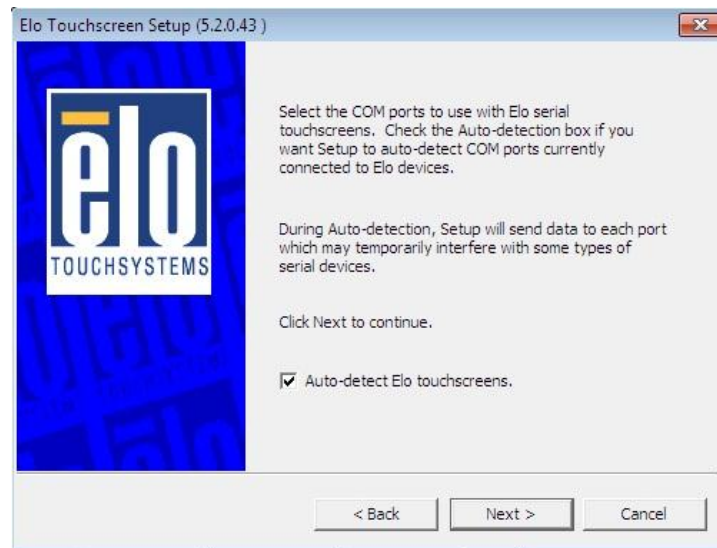 Elo Touchscreen Setup (5.2.0.43 )
Select the COM ports to use with Elo serial
touchscreens. Check the Auto-detection box if you
want Setup to auto-detect COM ports currently
connected to Elo devices.
During Auto-detection, Setup will send data to each port
which may temporarily interfere with some types of
serial devices.
Click Next to continue.
Auto-detect Elo touchscreens.
ēlo
TOUCHSYSTEMS
< Back
Next >
Cancel